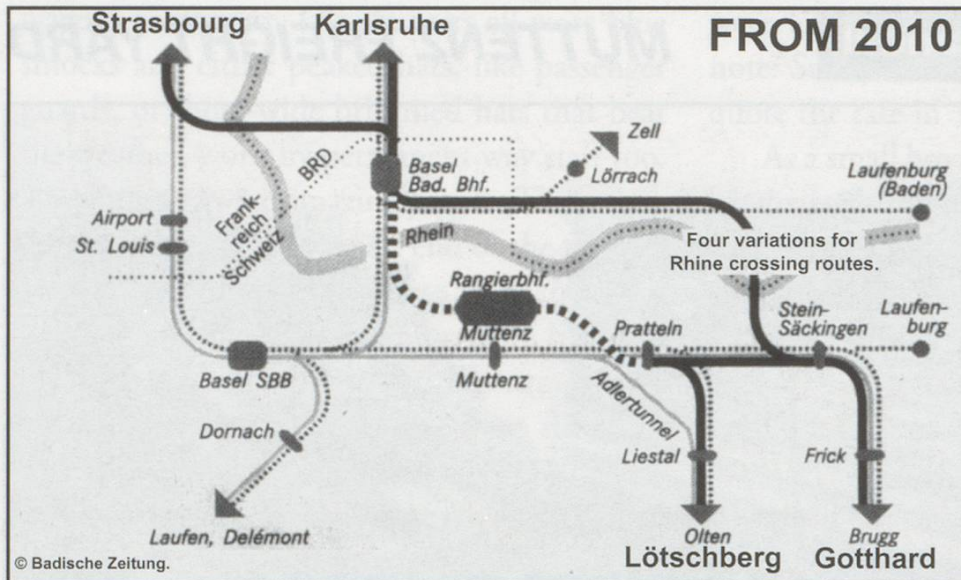 Strasbourg
Karlsruhe
FROM 2010
Zell
Lörrach
Basel
Bad. Bhf.
Laufenburg
(Baden)
BRD
Frank-
reich
Schweiz
Airport
St. Louis
Rhein
Four variations for
Rhine crossing routes.
Rangierbhf.
Muttenz
Pratteln
Stein-
Säckingen
Laufen-
burg
Basel SBB
Muttenz
Adlertunnel
Dornach
Liestal
Frick
Laufen, Delémont
Olten
Brugg
Lötschberg
Gotthard
© Badische Zeitung.